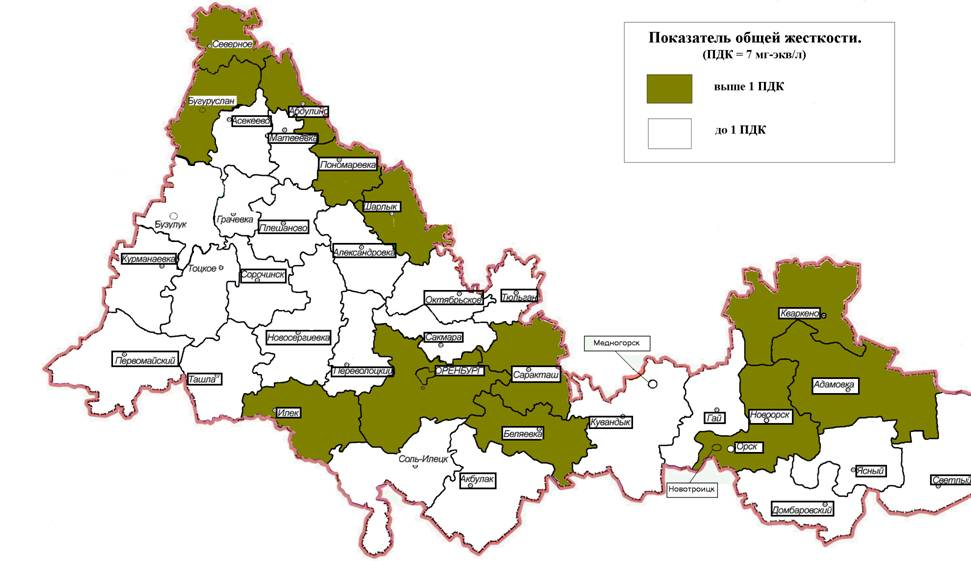 Показатель общей жесткости.
(ПДК = 7 мг-экв/л)
выше 1 ПДК
до 1 ПДК
Северное
Бугуруслан
Абдулино
Асекеево
Матвеевка
Пономаревка
Шарлык
Бузулук
Грачевка
Плешаново
Курманаевка
Тоцкое
Сорочинск
Александровка
Октябрьское
Тюльган
Кваркено
Новосергиевка
Сакмара
Медногорск
Первомайский
Ташла
Переволоцкий
ОРЕНБУРГ
Саракташ
Адамовка
Илек
Беляевка
Кувандык
Гай
Новоорск
Орск
Соль-Илецк
Акбулак
Новотроицк
Ясный
Светлый
Домбаровский